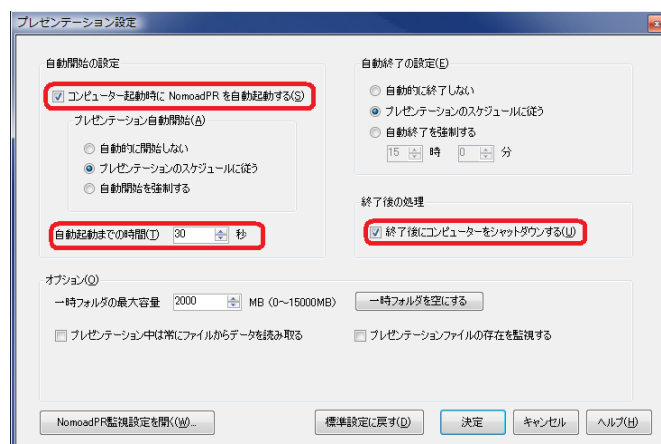 プレゼンテーション設定
自動開始の設定
コンピューター起動時に NomoadPR を自動起動する(S)
プレゼンテーション自動開始(A)
自動的に開始しない
プレゼンテーションのスケジュールに従う
自動開始を強制する
自動起動までの時間(T) 30 秒
自動終了の設定(E)
自動的に終了しない
プレゼンテーションのスケジュールに従う
自動終了を強制する
15 時 0 分
終了後の処理
終了後にコンピューターをシャットダウンする(U)
オプション(O)
一時フォルダの最大容量 2000 MB (0～15000MB) 一時フォルダを空にする
プレゼンテーション中は常にファイルからデータを読み取る プレゼンテーションファイルの存在を監視する
NomoadPR監視設定を開く(W)... 標準設定に戻す(D) 決定 キャンセル ヘルプ(H)